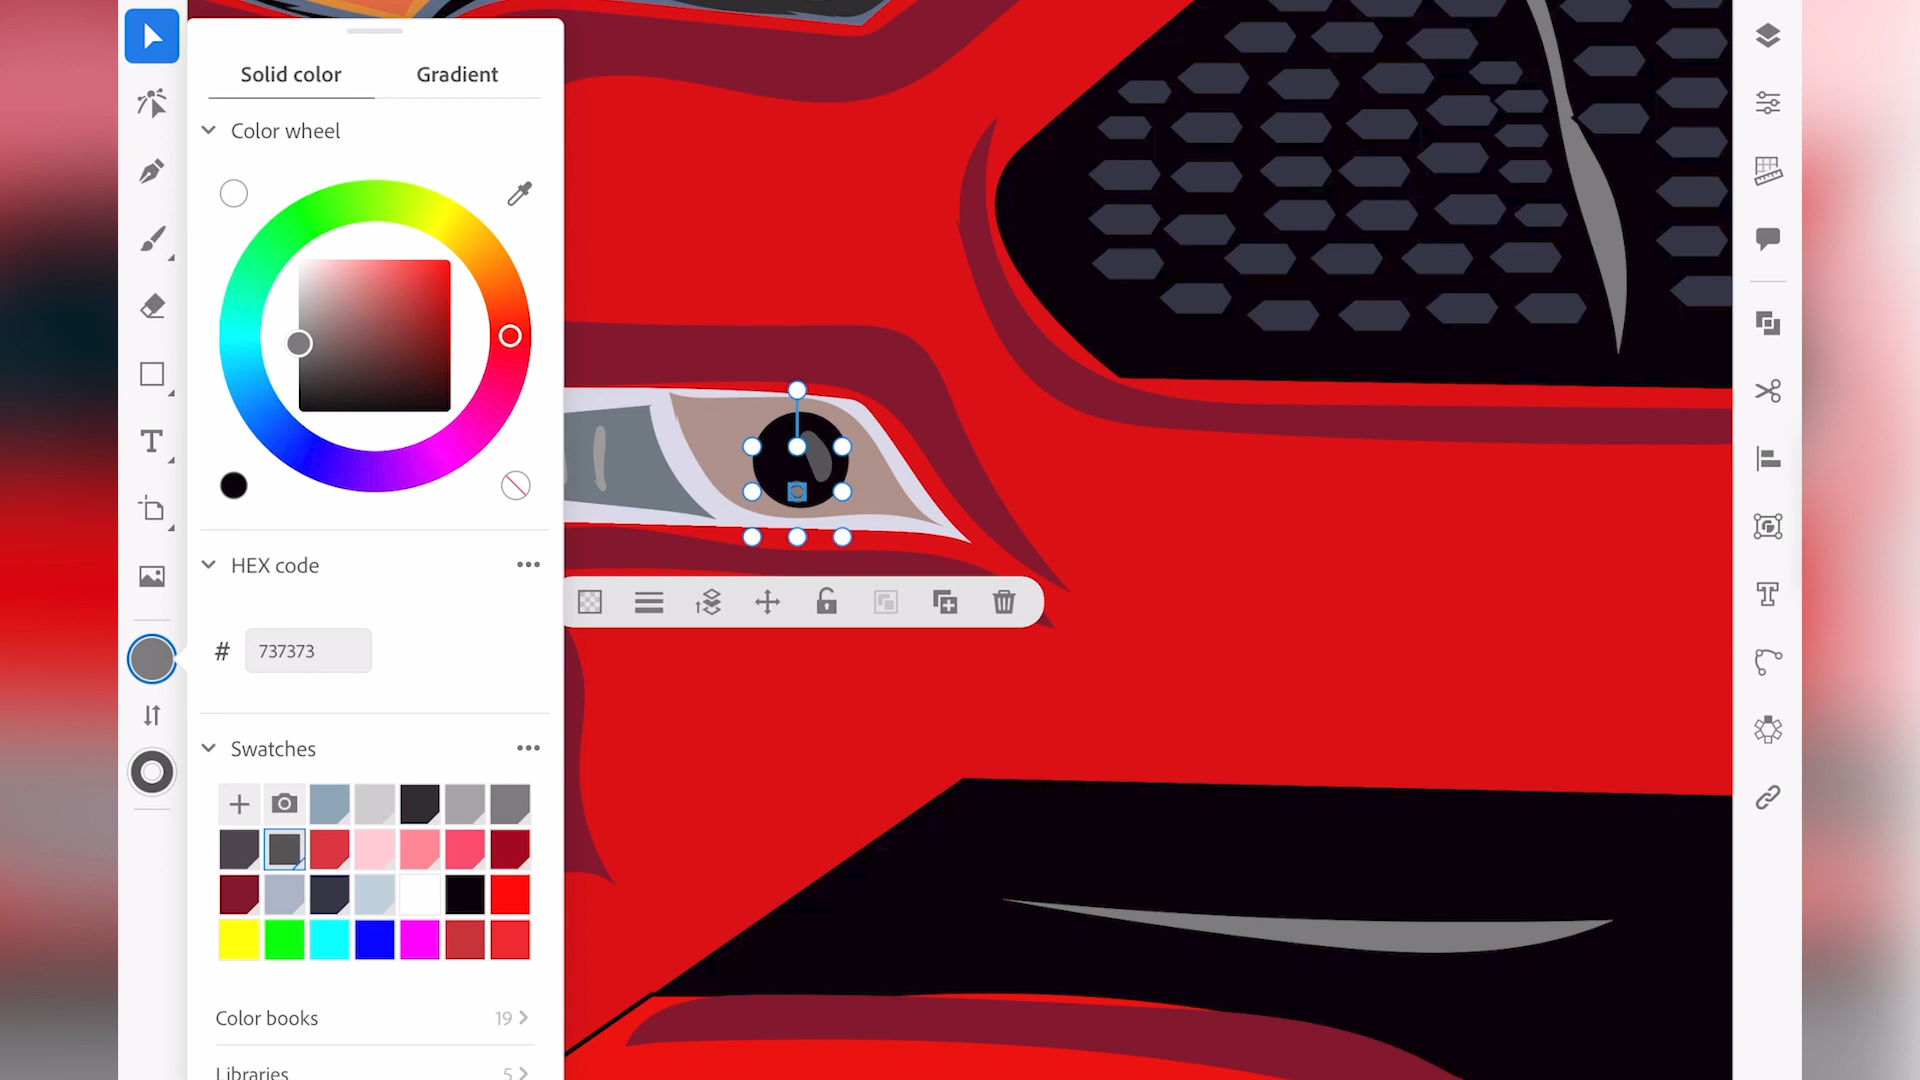 Solid color
Gradient
Color wheel
HEX code
# 737373
Swatches
Color books
19
Libraries
5